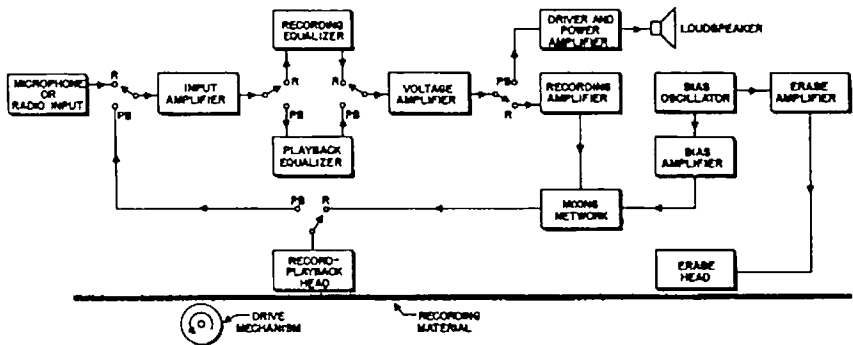 RECORDING
EQUALIZER
DRIVER AND
POWER
AMPLIFIER
LOUDSPEAKER
MICROPHONE
OR
RADIO INPUT
R
PB
INPUT
AMPLIFIER
R
PB
R
PB
VOLTAGE
AMPLIFIER
PB
R
RECORDING
AMPLIFIER
BIAS
OSCILLATOR
ERASE
AMPLIFIER
PLAYBACK
EQUALIZER
BIAS
AMPLIFIER
PB
R
MIXING
NETWORK
RECORD-
PLAYBACK
HEAD
ERASE
HEAD
DRIVE
MECHANISM
RECORDING
MATERIAL